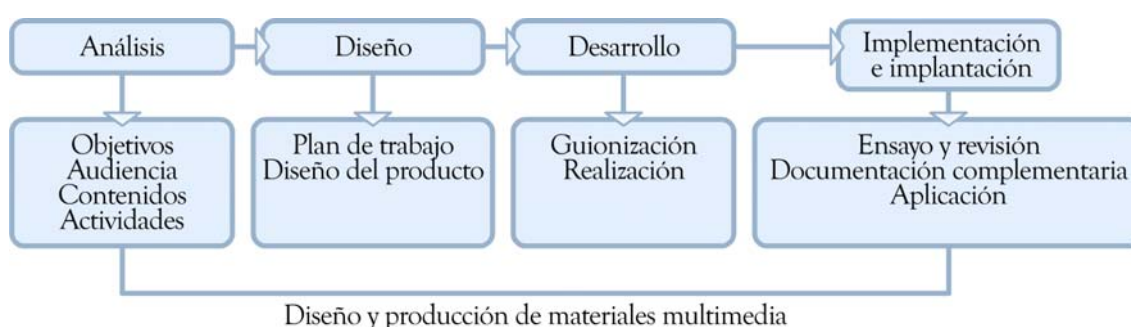 Análisis
Diseño
Desarrollo
Implementación
e implantación
Objetivos
Audiencia
Contenidos
Actividades
Plan de trabajo
Diseño del producto
Guionización
Realización
Ensayo y revisión
Documentación complementaria
Aplicación
Diseño y producción de materiales multimedia